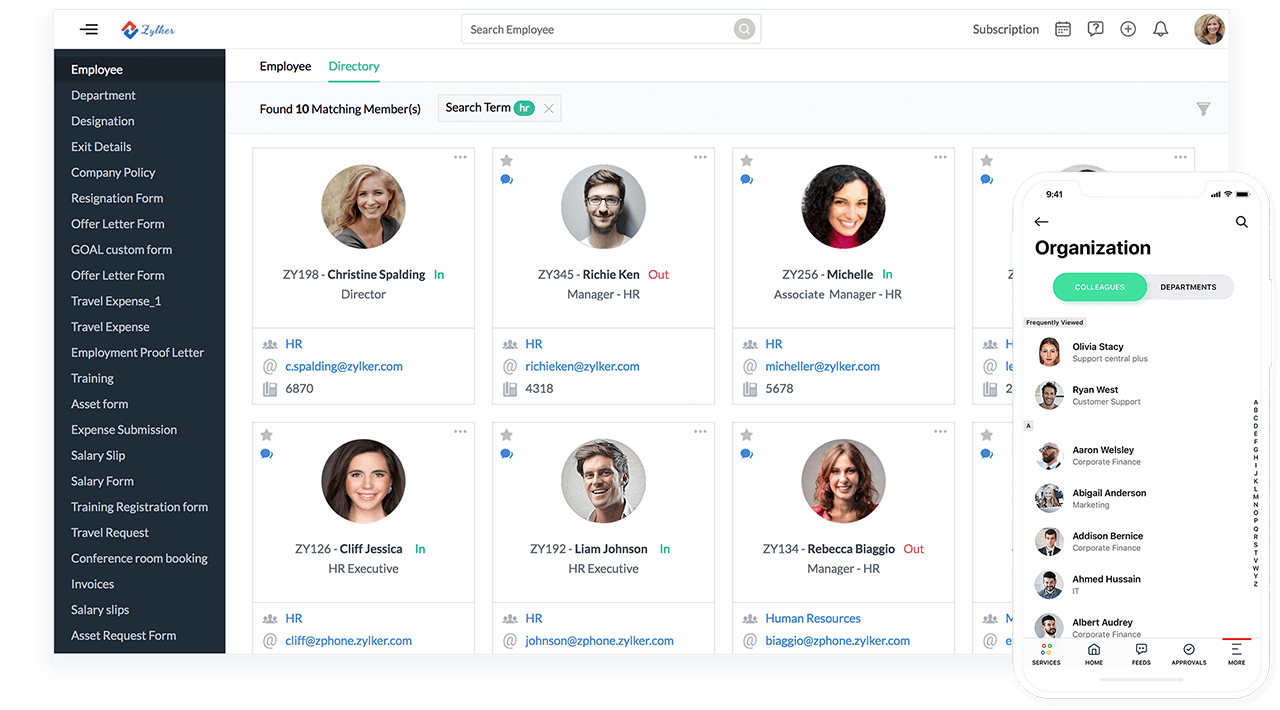 Zylker
Search Employee
Subscription
Employee
Department
Designation
Exit Details
Company Policy
Resignation Form
Offer Letter Form
GOAL custom form
Offer Letter Form
Travel Expense_1
Travel Expense
Employment Proof Letter
Training
Asset form
Expense Submission
Salary Slip
Salary Form
Training Registration form
Travel Request
Conference room booking
Invoices
Salary slips
Asset Request Form
Employee Directory
Found 10 Matching Member(s) Search Term hr
ZY198 - Christine Spalding In
Director
HR
c.spalding@zylker.com
6870
ZY345 - Richie Ken Out
Manager - HR
HR
richieken@zylker.com
4318
ZY256 - Michelle In
Associate Manager - HR
HR
micheller@zylker.com
5678
ZY126 - Cliff Jessica In
HR Executive
HR
cliff@zphone.zylker.com
ZY192 - Liam Johnson In
HR Executive
HR
johnson@zphone.zylker.com
ZY134 - Rebecca Biaggio Out
Manager - HR
Human Resources
biaggio@zphone.zylker.com
9:41
Organization
COLLEAGUES DEPARTMENTS
Frequently Viewed
Olivia Stacy
Support central plus
Ryan West
Customer Support
A
Aaron Welsley
Corporate Finance
Abigail Anderson
Marketing
Addison Bernice
Corporate Finance
Ahmed Hussain
IT
Albert Audrey
Corporate Finance
A
B
C
D
E
F
G
H
I
J
K
L
M
N
O
P
Q
R
S
T
V
W
Y
Z
SERVICES HOME FEEDS APPROVALS MORE